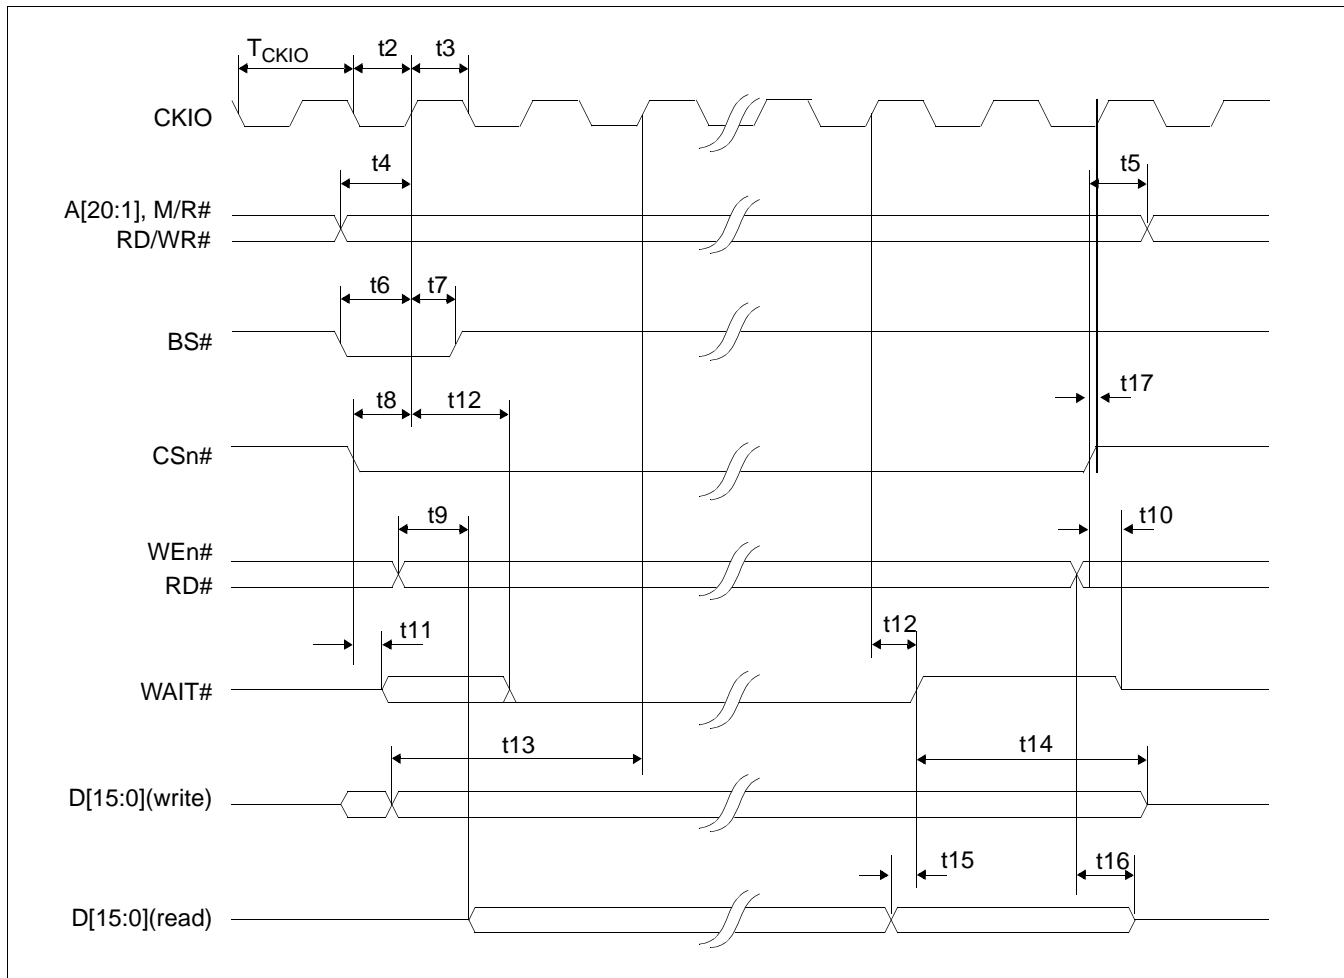 TCKIO t2 t3
CKIO
t4 t5
A[20:1], M/R#
RD/WR#
t6 t7
BS#
t17
t8 t12
CSn#
t9 t10
WEn#
RD#
t11 t12
WAIT#
t13 t14
D[15:0](write)
t15 t16
D[15:0](read)